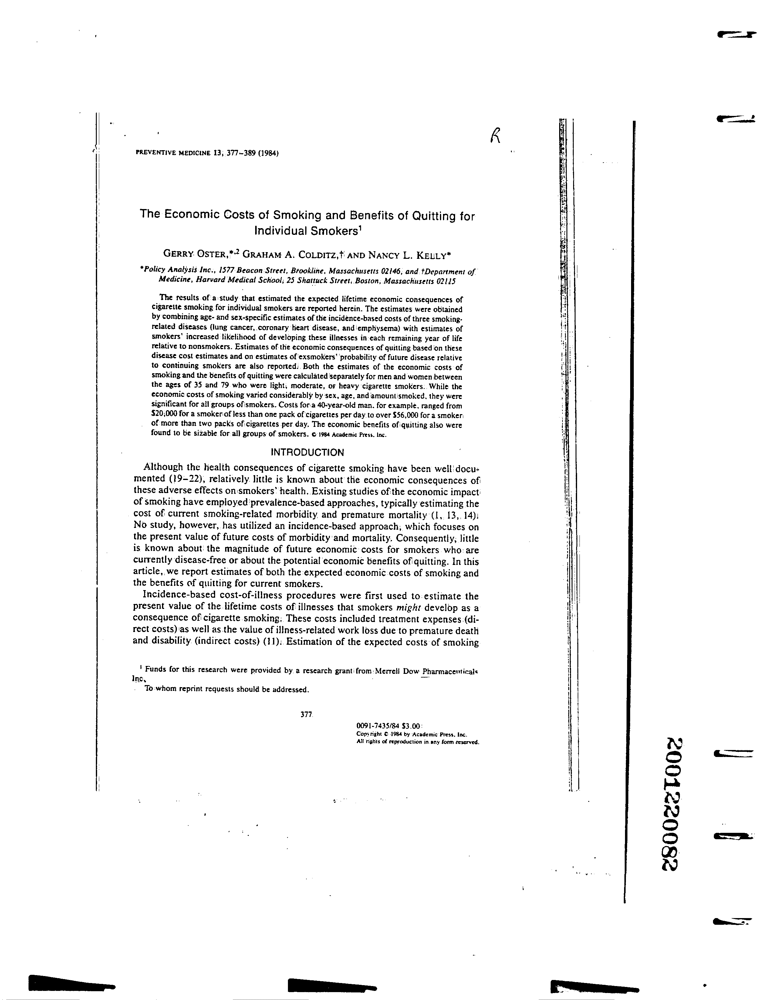 R
PREVENTIVE MEDICINE 13, 377–389 (1984)
The Economic Costs of Smoking and Benefits of Quitting for
Individual Smokers¹
GERRY OSTER,*,² GRAHAM A. COLDITZ,† AND NANCY L. KELLY*
*Policy Analysis Inc., 1577 Beacon Street, Brookline, Massachusetts 02146, and †Department of
Medicine, Harvard Medical School, 25 Shattuck Street, Boston, Massachusetts 02115
The results of a study that estimated the expected lifetime economic consequences of
cigarette smoking for individual smokers are reported herein. The estimates were obtained
by combining age- and sex-specific estimates of the incidence-based costs of three smoking-
related diseases (lung cancer, coronary heart disease, and emphysema) with estimates of
smokers' increased likelihood of developing these illnesses in each remaining year of life
relative to nonsmokers. Estimates of the economic consequences of quitting based on these
disease cost estimates and on estimates of exsmokers' probability of future disease relative
to continuing smokers are also reported. Both the estimates of the economic costs of
smoking and the benefits of quitting were calculated separately for men and women between
the ages of 35 and 79 who were light, moderate, or heavy cigarette smokers. While the
economic costs of smoking varied considerably by sex, age, and amount smoked, they were
significant for all groups of smokers. Costs for a 40-year-old man, for example, ranged from
$20,000 for a smoker of less than one pack of cigarettes per day to over $56,000 for a smoker
of more than two packs of cigarettes per day. The economic benefits of quitting also were
found to be sizable for all groups of smokers. © 1984 Academic Press, Inc.
INTRODUCTION
Although the health consequences of cigarette smoking have been well docu-
mented (19–22), relatively little is known about the economic consequences of
these adverse effects on smokers' health. Existing studies of the economic impact
of smoking have employed prevalence-based approaches, typically estimating the
cost of current smoking-related morbidity and premature mortality (1, 13, 14).
No study, however, has utilized an incidence-based approach, which focuses on
the present value of future costs of morbidity and mortality. Consequently, little
is known about the magnitude of future economic costs for smokers who are
currently disease-free or about the potential economic benefits of quitting. In this
article, we report estimates of both the expected economic costs of smoking and
the benefits of quitting for current smokers.
Incidence-based cost-of-illness procedures were first used to estimate the
present value of the lifetime costs of illnesses that smokers might develop as a
consequence of cigarette smoking. These costs included treatment expenses (di-
rect costs) as well as the value of illness-related work loss due to premature death
and disability (indirect costs) (11). Estimation of the expected costs of smoking
¹ Funds for this research were provided by a research grant from Merrell Dow Pharmaceuticals
Inc.
To whom reprint requests should be addressed.
377
0091-7435/84 $3.00
Copyright © 1984 by Academic Press, Inc.
All rights of reproduction in any form reserved.
2001220082